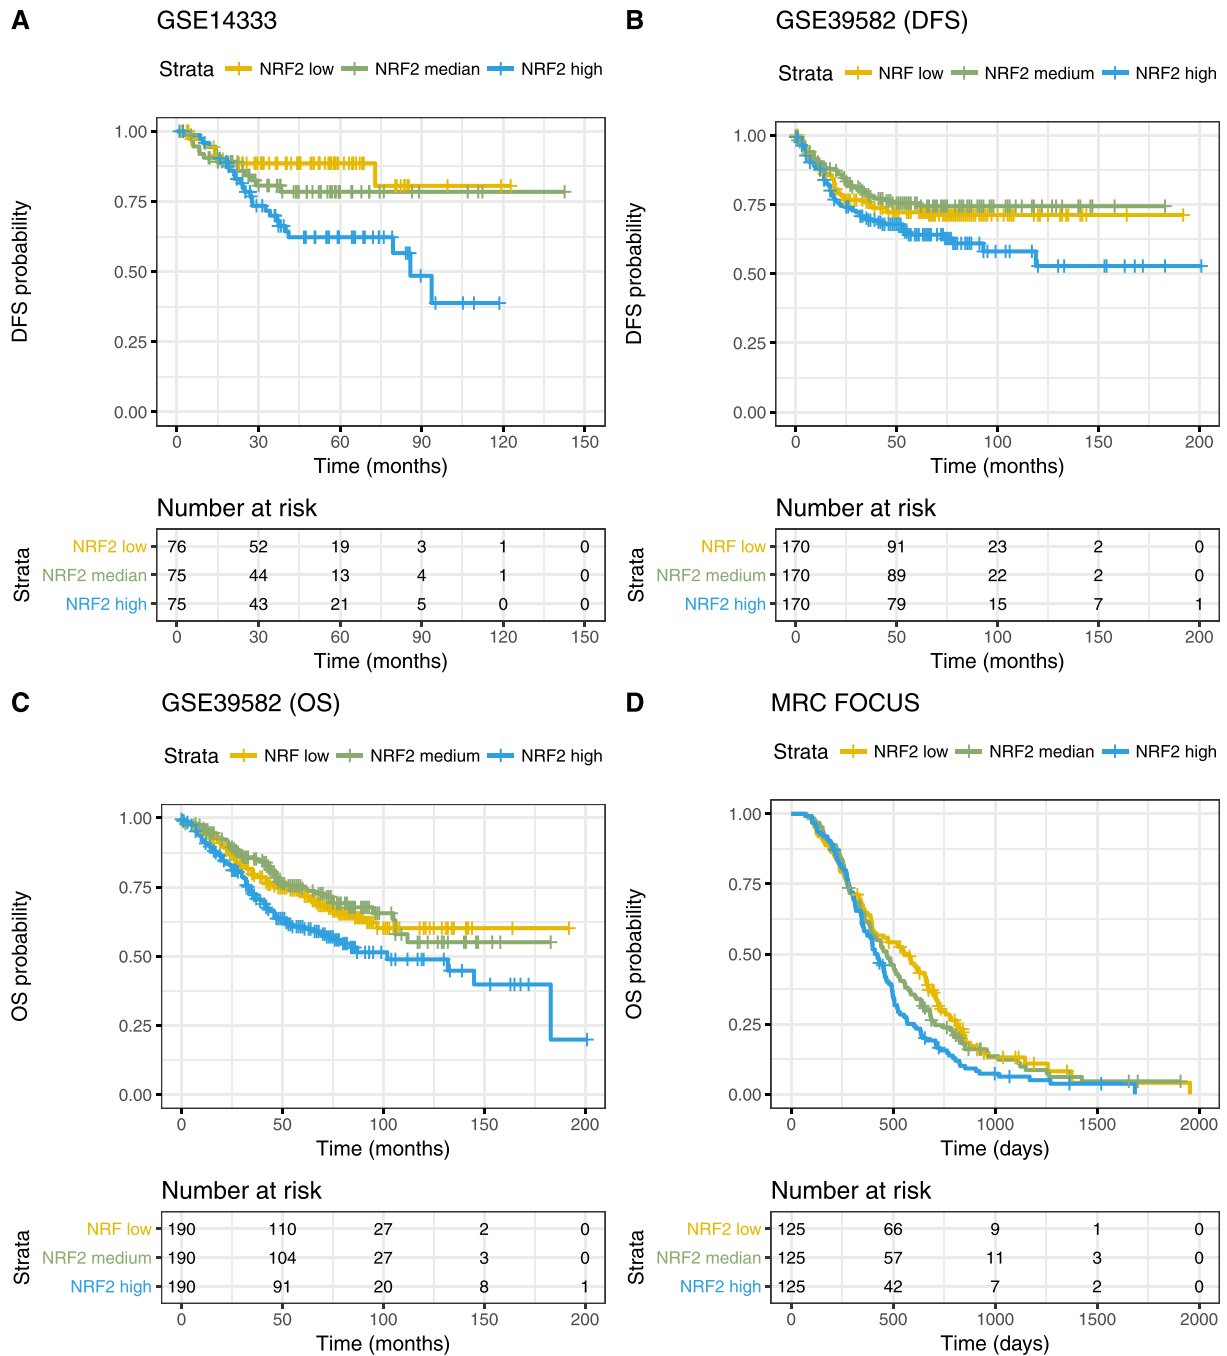 A GSE14333
Strata NRF2 low NRF2 median NRF2 high
1.00
0.75
0.50
0.25
0.00
DFS probability
0 30 60 90 120 150
Time (months)
Number at risk
Strata
NRF2 low 76 52 19 3 1 0
NRF2 median 75 44 13 4 1 0
NRF2 high 75 43 21 5 0 0
0 30 60 90 120 150
Time (months)
B GSE39582 (DFS)
Strata NRF low NRF2 medium NRF2 high
1.00
0.75
0.50
0.25
0.00
DFS probability
0 50 100 150 200
Time (months)
Number at risk
Strata
NRF low 170 91 23 2 0
NRF2 medium 170 89 22 2 0
NRF2 high 170 79 15 7 1
0 50 100 150 200
Time (months)
C GSE39582 (OS)
Strata NRF low NRF2 medium NRF2 high
1.00
0.75
0.50
0.25
0.00
OS probability
0 50 100 150 200
Time (months)
Number at risk
Strata
NRF low 190 110 27 2 0
NRF2 medium 190 104 27 3 0
NRF2 high 190 91 20 8 1
0 50 100 150 200
Time (months)
D MRC FOCUS
Strata NRF2 low NRF2 median NRF2 high
1.00
0.75
0.50
0.25
0.00
OS probability
0 500 1000 1500 2000
Time (days)
Number at risk
Strata
NRF2 low 125 66 9 1 0
NRF2 median 125 57 11 3 0
NRF2 high 125 42 7 2 0
0 500 1000 1500 2000
Time (days)